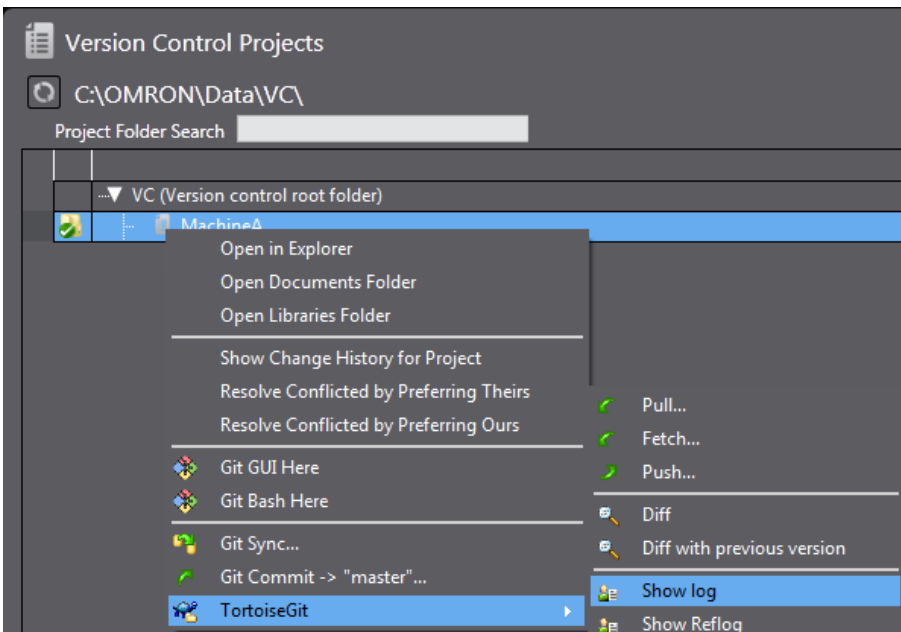 Version Control Projects
C:\OMRON\Data\VC\
Project Folder Search
VC (Version control root folder)
MachineA
Open in Explorer
Open Documents Folder
Open Libraries Folder
Show Change History for Project
Resolve Conflicted by Preferring Theirs
Resolve Conflicted by Preferring Ours
Git GUI Here
Git Bash Here
Git Sync...
Git Commit -> "master"...
TortoiseGit
Pull...
Fetch...
Push...
Diff
Diff with previous version
Show log
Show Reflog